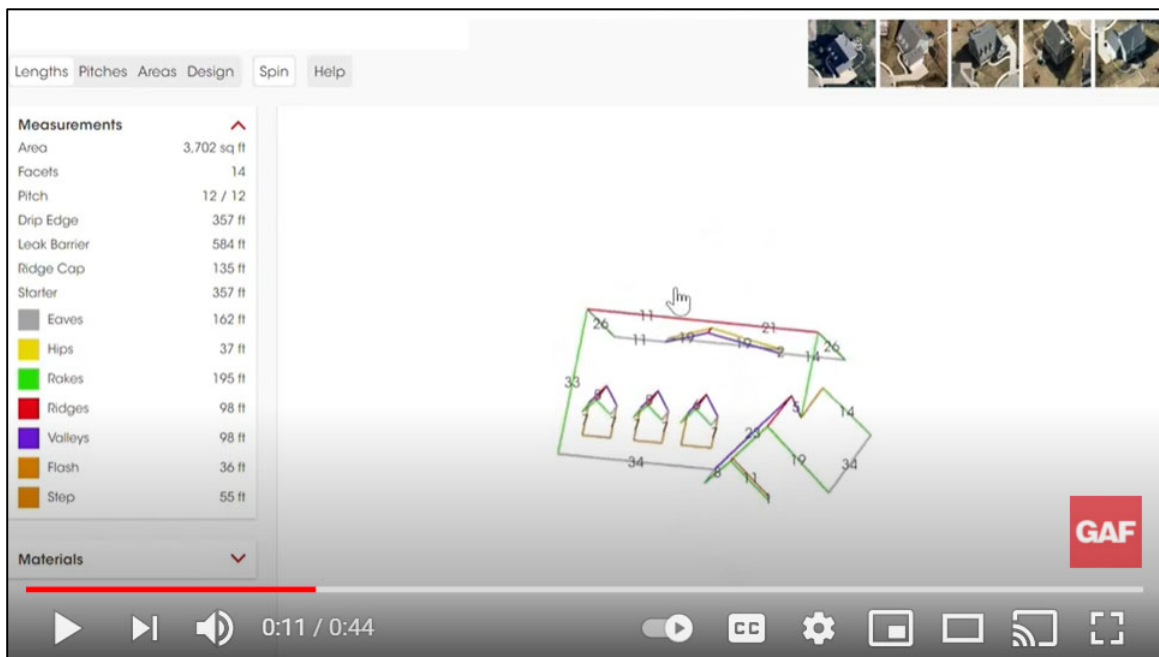 Lengths Pitches Areas Design Spin Help
Measurements
Area 3,702 sq ft
Facets 14
Pitch 12 / 12
Drip Edge 357 ft
Leak Barrier 584 ft
Ridge Cap 135 ft
Starter 357 ft
Eaves 162 ft
Hips 37 ft
Rakes 195 ft
Ridges 98 ft
Valleys 98 ft
Flash 36 ft
Step 55 ft
Materials
11
21
26
11
19
19
2
14
26
33
5
14
23
34
19
34
8
11
GAF
0:11 / 0:44
CC